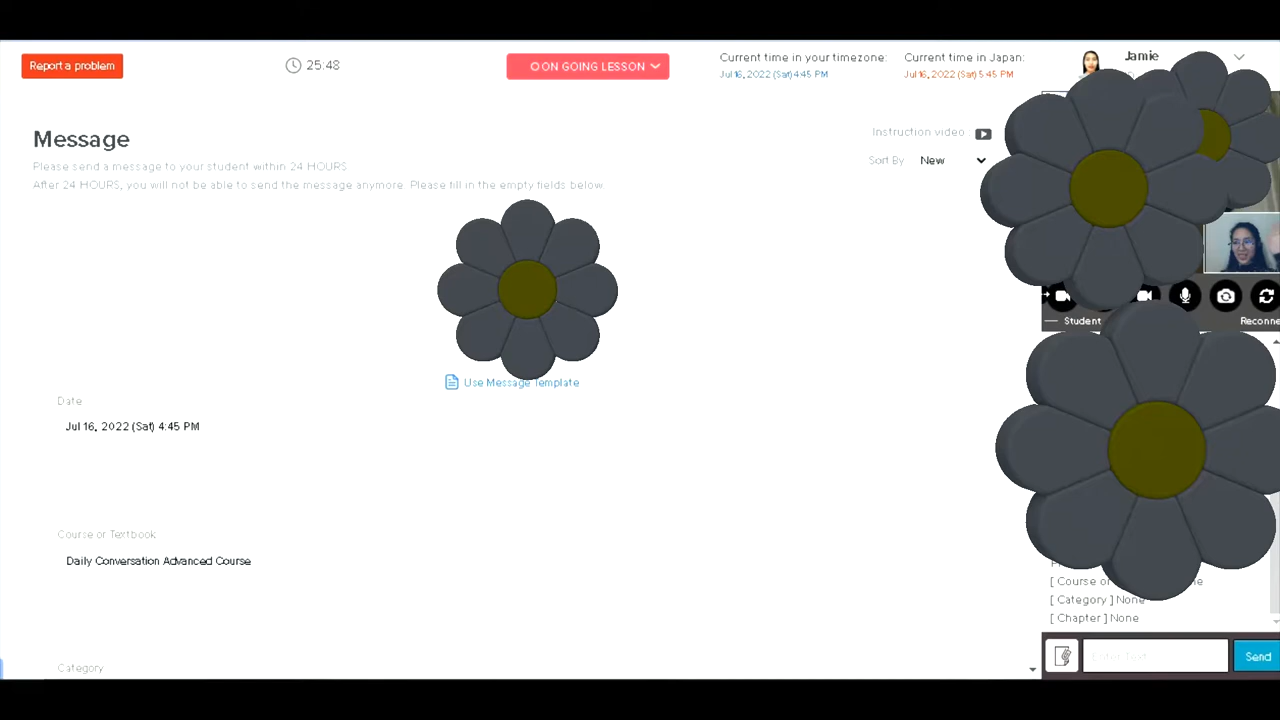 Report a problem
25:48
O ON GOING LESSON
Current time in your timezone:
Jul 16, 2022 (Sat) 4:45 PM
Current time in Japan:
Jul 16, 2022 (Sat) 5:45 PM
Jamie
Message
Instruction video
Please send a message to your student within 24 HOURS
After 24 HOURS, you will not be able to send the message anymore. Please fill in the empty fields below.
Sort By New
Student
Use Message Template
Date
Jul 16, 2022 (Sat) 4:45 PM
Course or Textbook
Daily Conversation Advanced Course
[ Course or
[ Category ] None
[ Chapter ] None
Enter Text
Send
Category